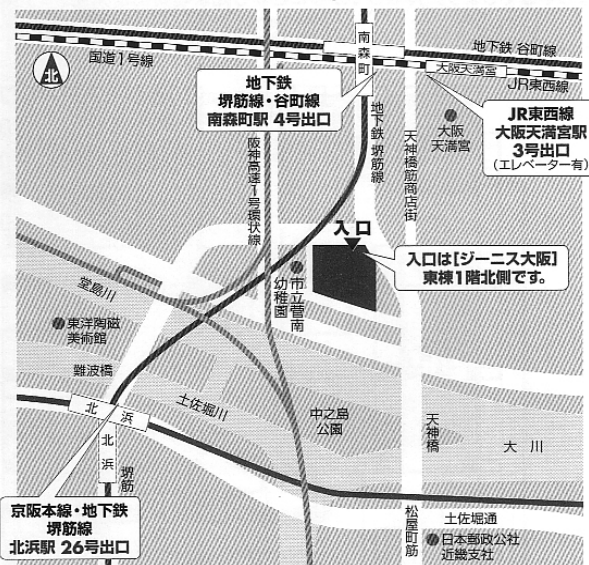 国道1号線
南森町
地下鉄 谷町線
大阪天満宮
JR東西線
北
地下鉄
堺筋線・谷町線
南森町駅 4号出口
JR東西線
大阪天満宮駅
3号出口
(エレベーター有)
阪神高速1号環状線
地下鉄 堺筋線
天神橋筋商店街
大阪
天満宮
入口
入口は[ジーニス大阪]
東棟1階北側です。
市立菅南
幼稚園
堂島川
東洋陶磁
美術館
難波橋
土佐堀川
中之島
公園
天神橋
大川
北浜
北浜
堺筋
京阪本線・地下鉄
堺筋線
北浜駅 26号出口
松屋町筋
土佐堀通
日本郵政公社
近畿支社